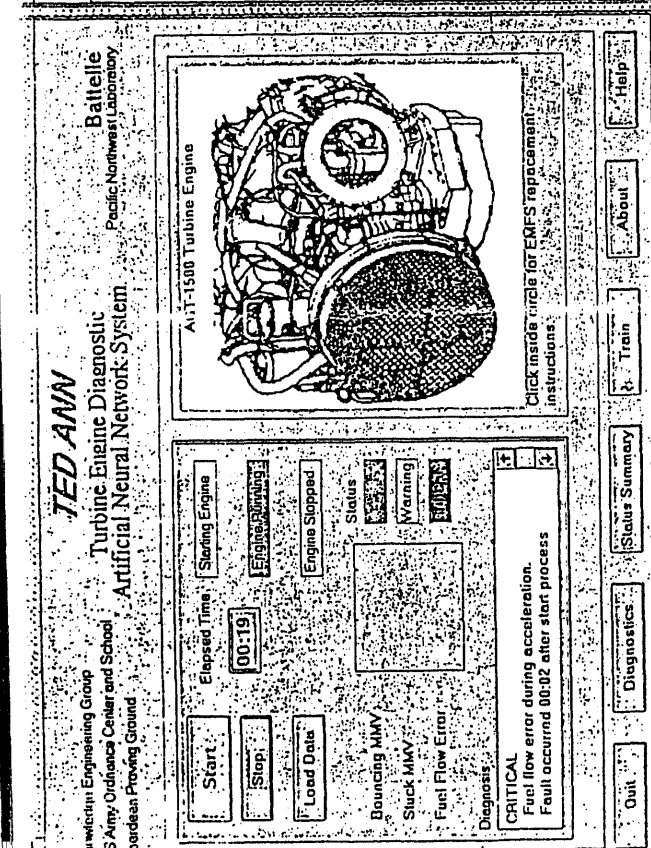 TED ANN
Turbine Engine Diagnostic
Artificial Neural Network System
Engineering Group
S Army Ordnance Center and School
Proving Ground
Battelle
Pacific Northwest Laboratory
Start
Stop
Load Data
Elapsed Time
00:19
Starting Engine
Engine Running
Engine Stopped
Bouncing MMV
Stuck MMV
Fuel Flow Error
Status
Warning
Diagnosis
CRITICAL
Fuel flow error during acceleration.
Fault occurred 00:02 after start process
AGT-1500 Turbine Engine
Click inside circle for EMFS repacement
instructions.
Quit
Diagnostics
Status Summary
Train
About
Help